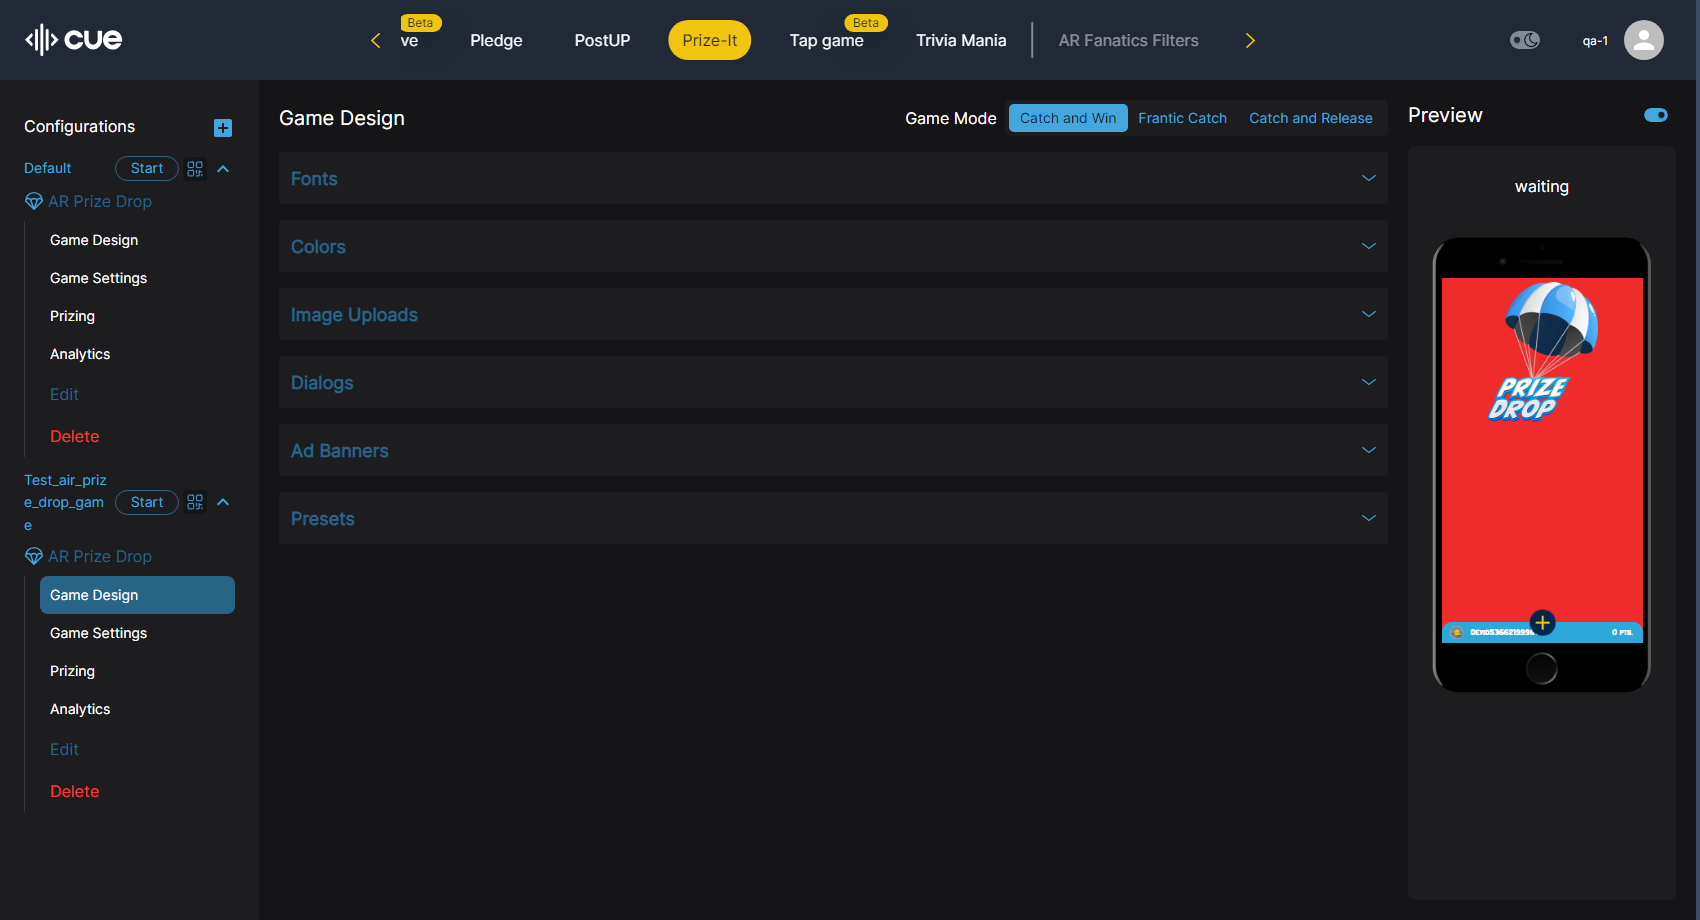 cue
Beta
ve
Pledge
PostUP
Prize-It
Beta
Tap game
Trivia Mania
AR Fanatics Filters
qa-1
Configurations
Default
Start
AR Prize Drop
Game Design
Game Settings
Prizing
Analytics
Edit
Delete
Test_air_priz
e_drop_gam
e
Start
AR Prize Drop
Game Design
Game Settings
Prizing
Analytics
Edit
Delete
Game Design
Game Mode
Catch and Win
Frantic Catch
Catch and Release
Fonts
Colors
Image Uploads
Dialogs
Ad Banners
Presets
Preview
waiting
PRIZE
DROP
0 PTS.